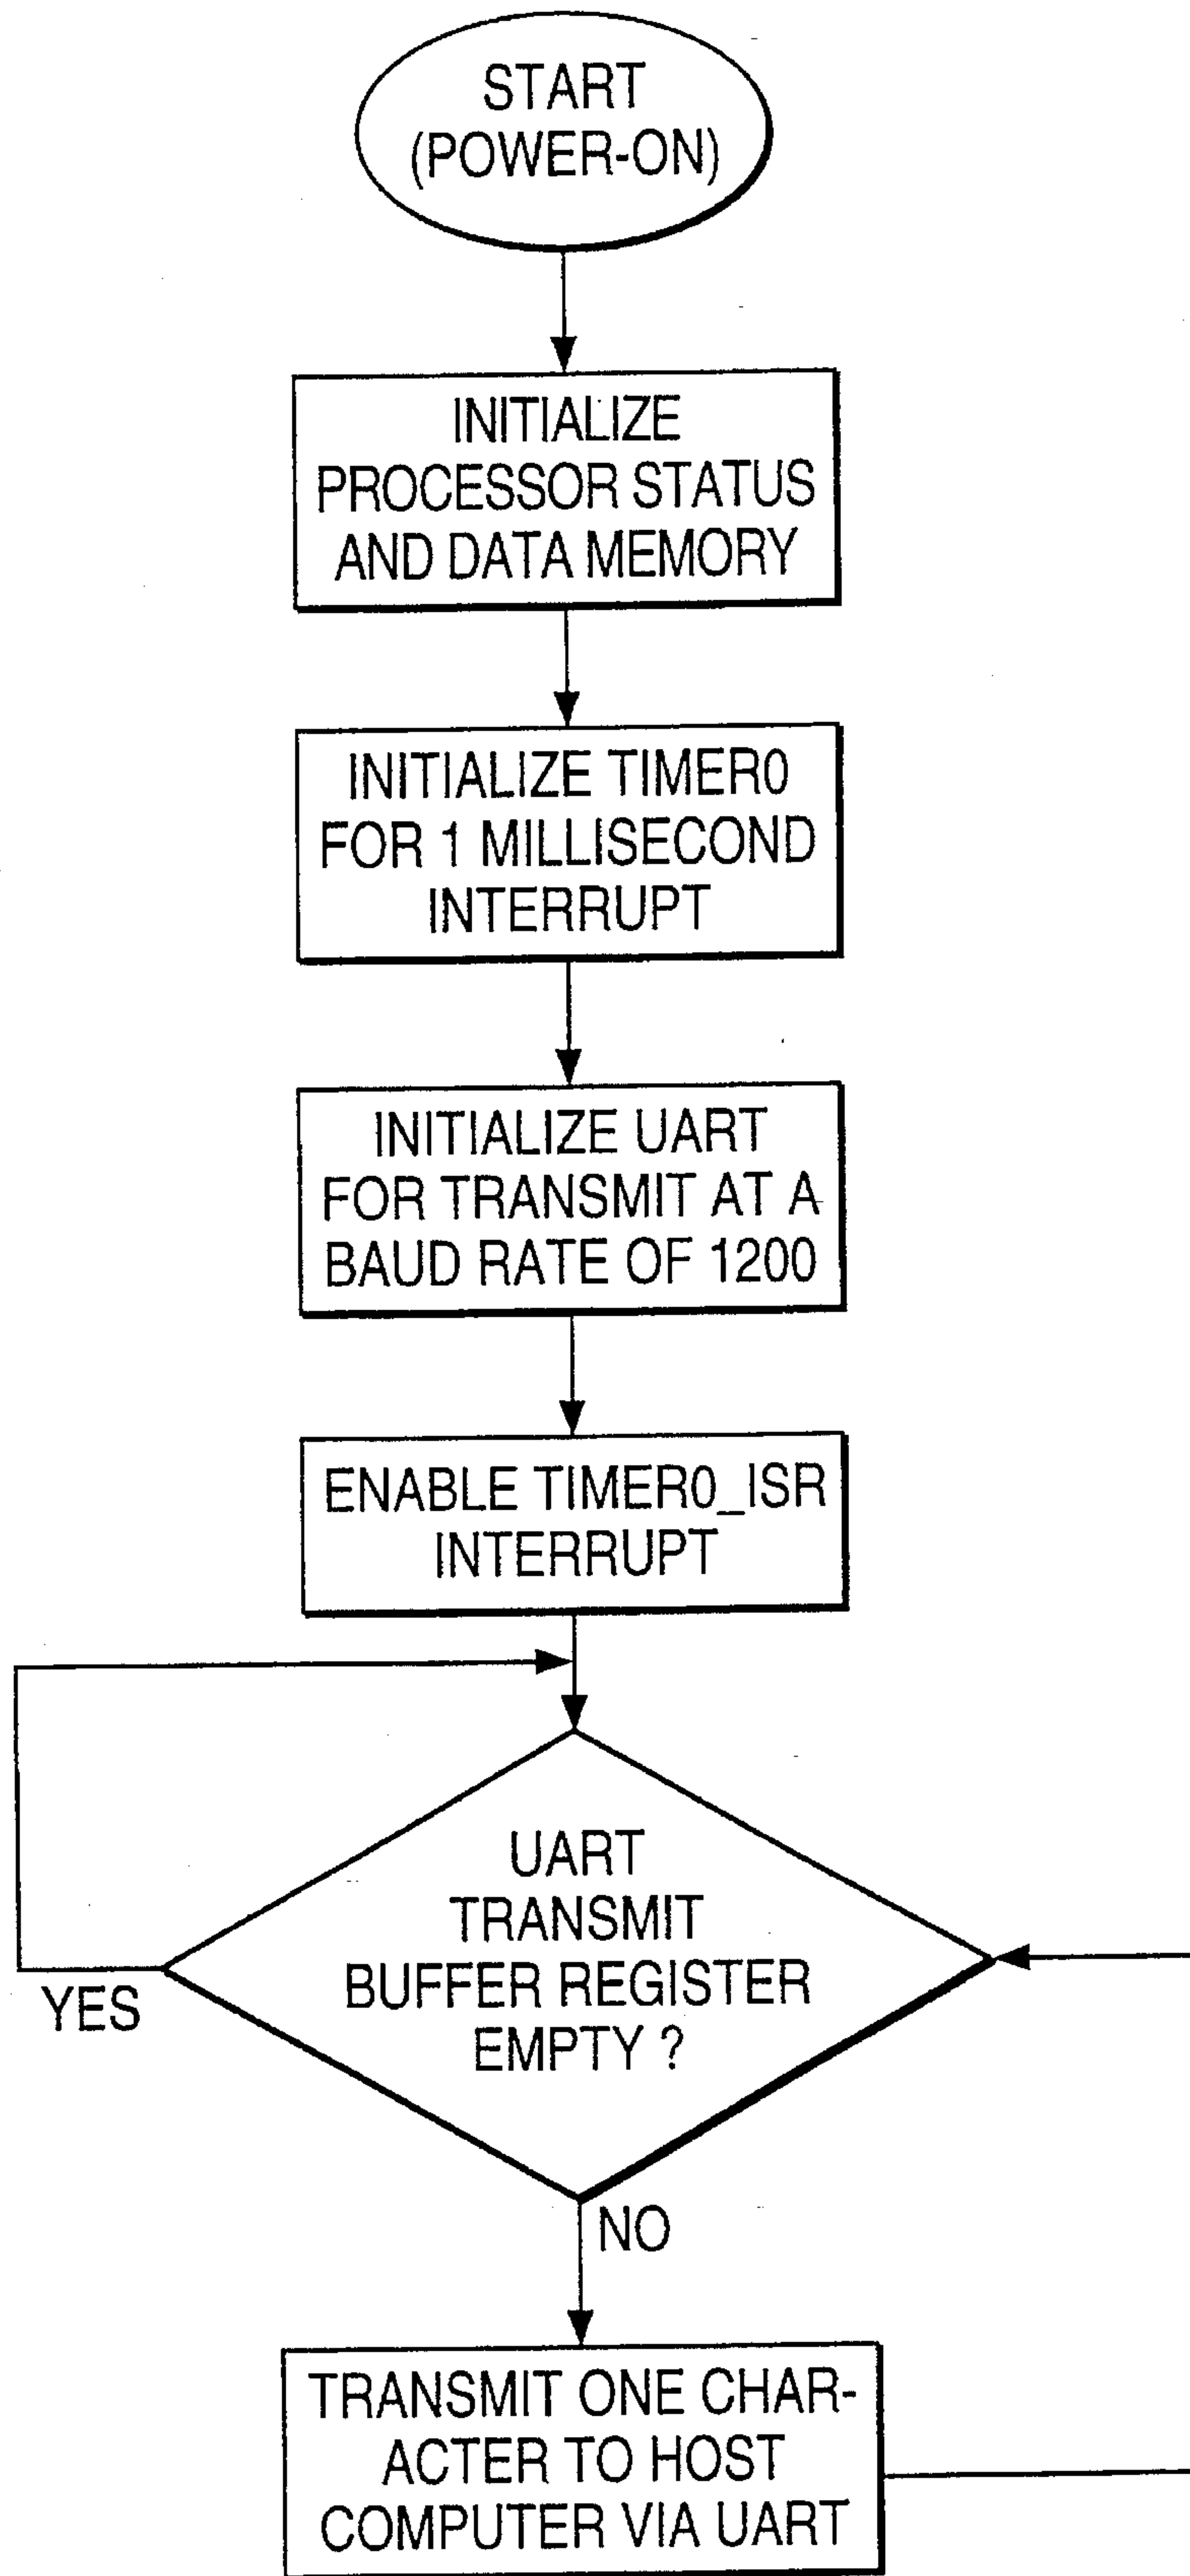 START
(POWER-ON)
INITIALIZE
PROCESSOR STATUS
AND DATA MEMORY
INITIALIZE TIMER0
FOR 1 MILLISECOND
INTERRUPT
INITIALIZE UART
FOR TRANSMIT AT A
BAUD RATE OF 1200
ENABLE TIMER0_ISR
INTERRUPT
UART
TRANSMIT
BUFFER REGISTER
EMPTY ?
YES
NO
TRANSMIT ONE CHAR-
ACTER TO HOST
COMPUTER VIA UART